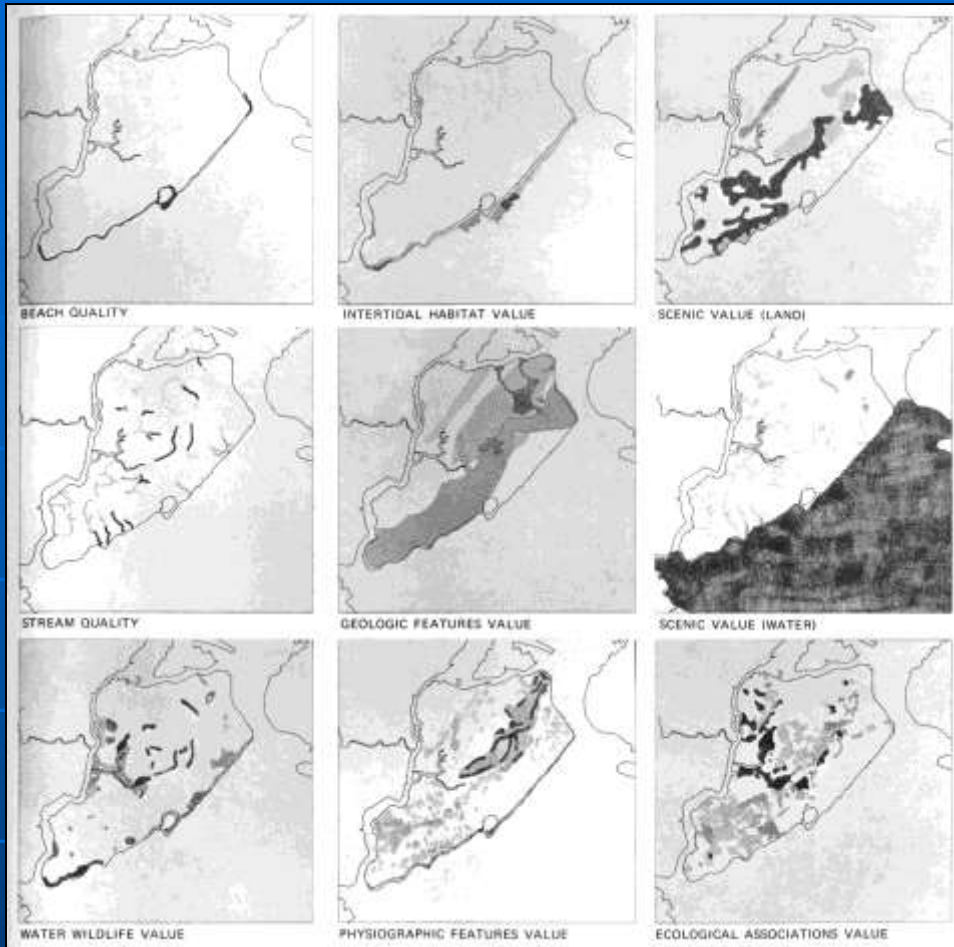 BEACH QUALITY
INTERTIDAL HABITAT VALUE
SCENIC VALUE (LAND)
STREAM QUALITY
GEOLOGIC FEATURES VALUE
SCENIC VALUE (WATER)
WATER WILDLIFE VALUE
PHYSIOGRAPHIC FEATURES VALUE
ECOLOGICAL ASSOCIATIONS VALUE